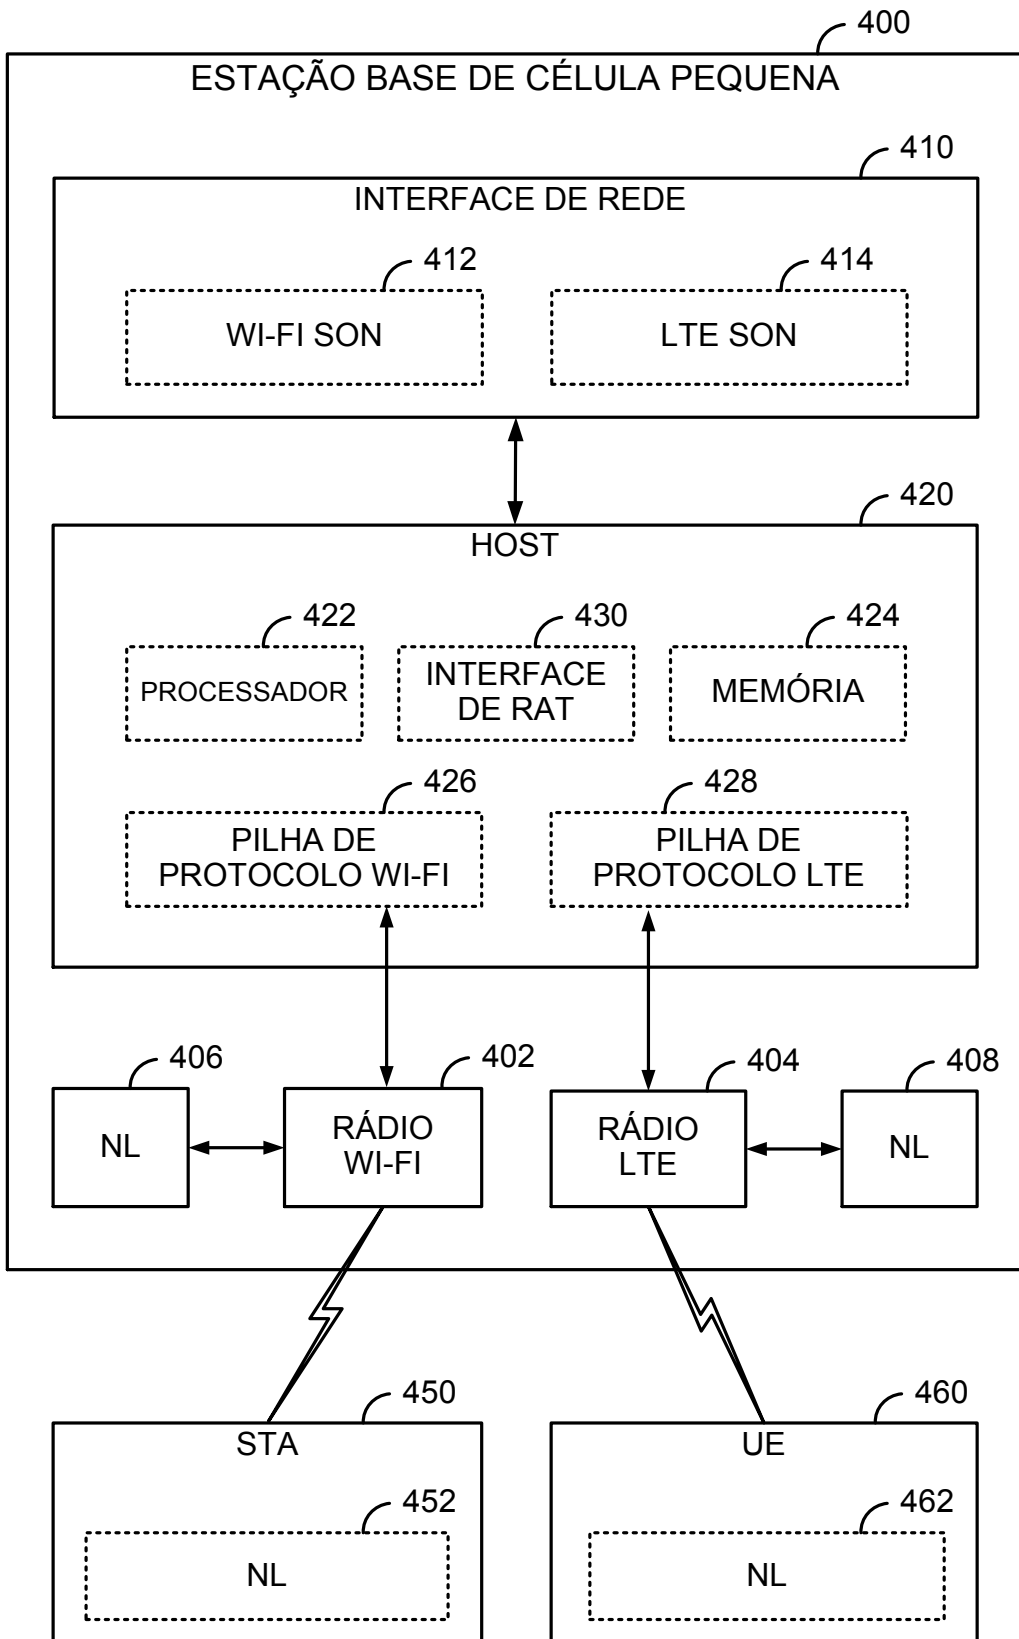 400
ESTAÇÃO BASE DE CÉLULA PEQUENA
410
INTERFACE DE REDE
412
414
WI-FI SON
LTE SON
420
HOST
422
430
424
PROCESSADOR
INTERFACE
DE RAT
MEMÓRIA
426
428
PILHA DE
PROTOCOLO WI-FI
PILHA DE
PROTOCOLO LTE
406
402
404
408
NL
RÁDIO
WI-FI
RÁDIO
LTE
NL
450
460
STA
UE
452
462
NL
NL